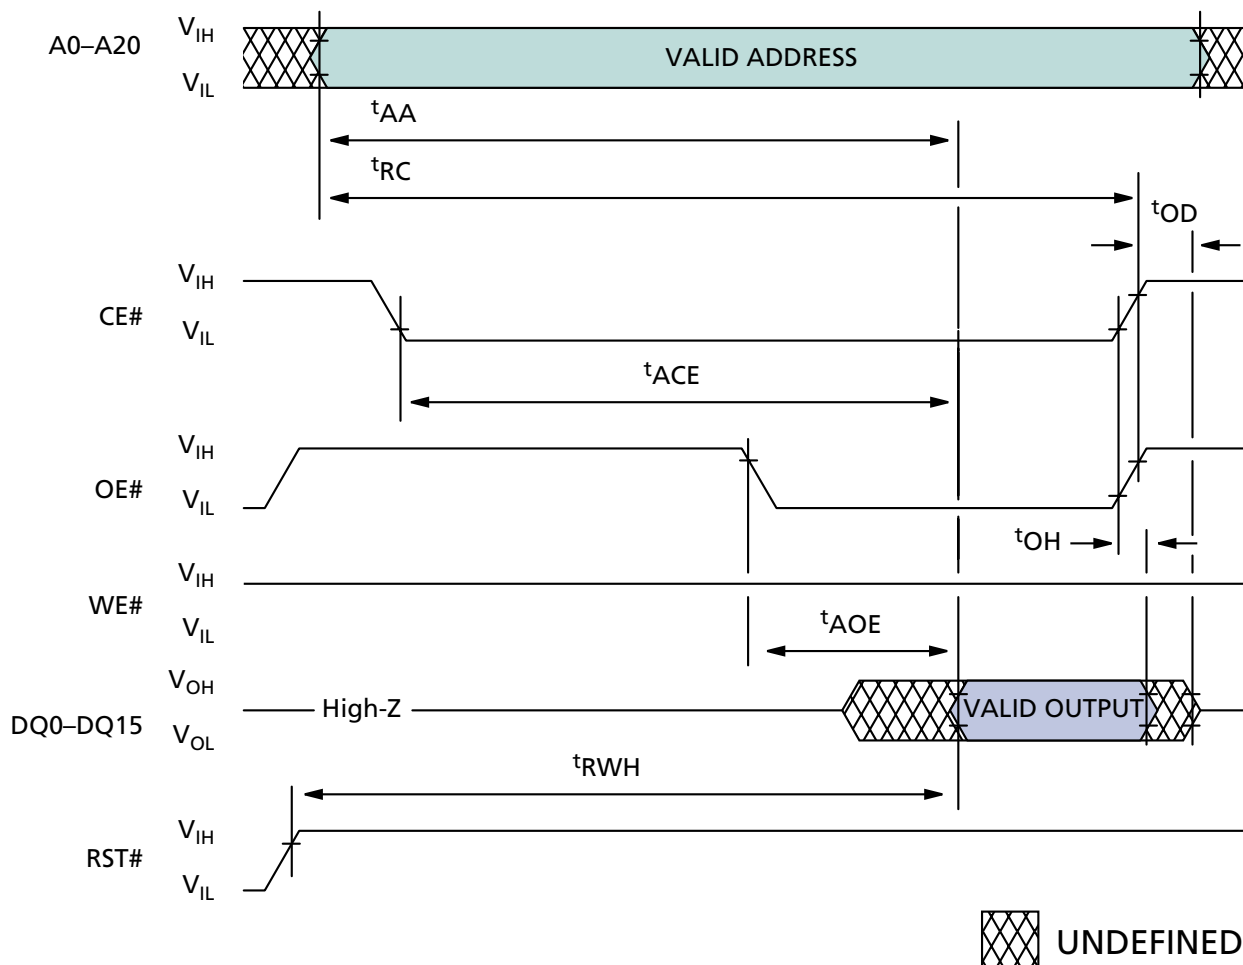 A0–A20
VIH
VIL
VALID ADDRESS
tAA
tRC
tOD
CE#
VIH
VIL
tACE
OE#
VIH
VIL
tOH
WE#
VIH
VIL
tAOE
DQ0–DQ15
VOH
VOL
High-Z
VALID OUTPUT
tRWH
RST#
VIH
VIL
UNDEFINED